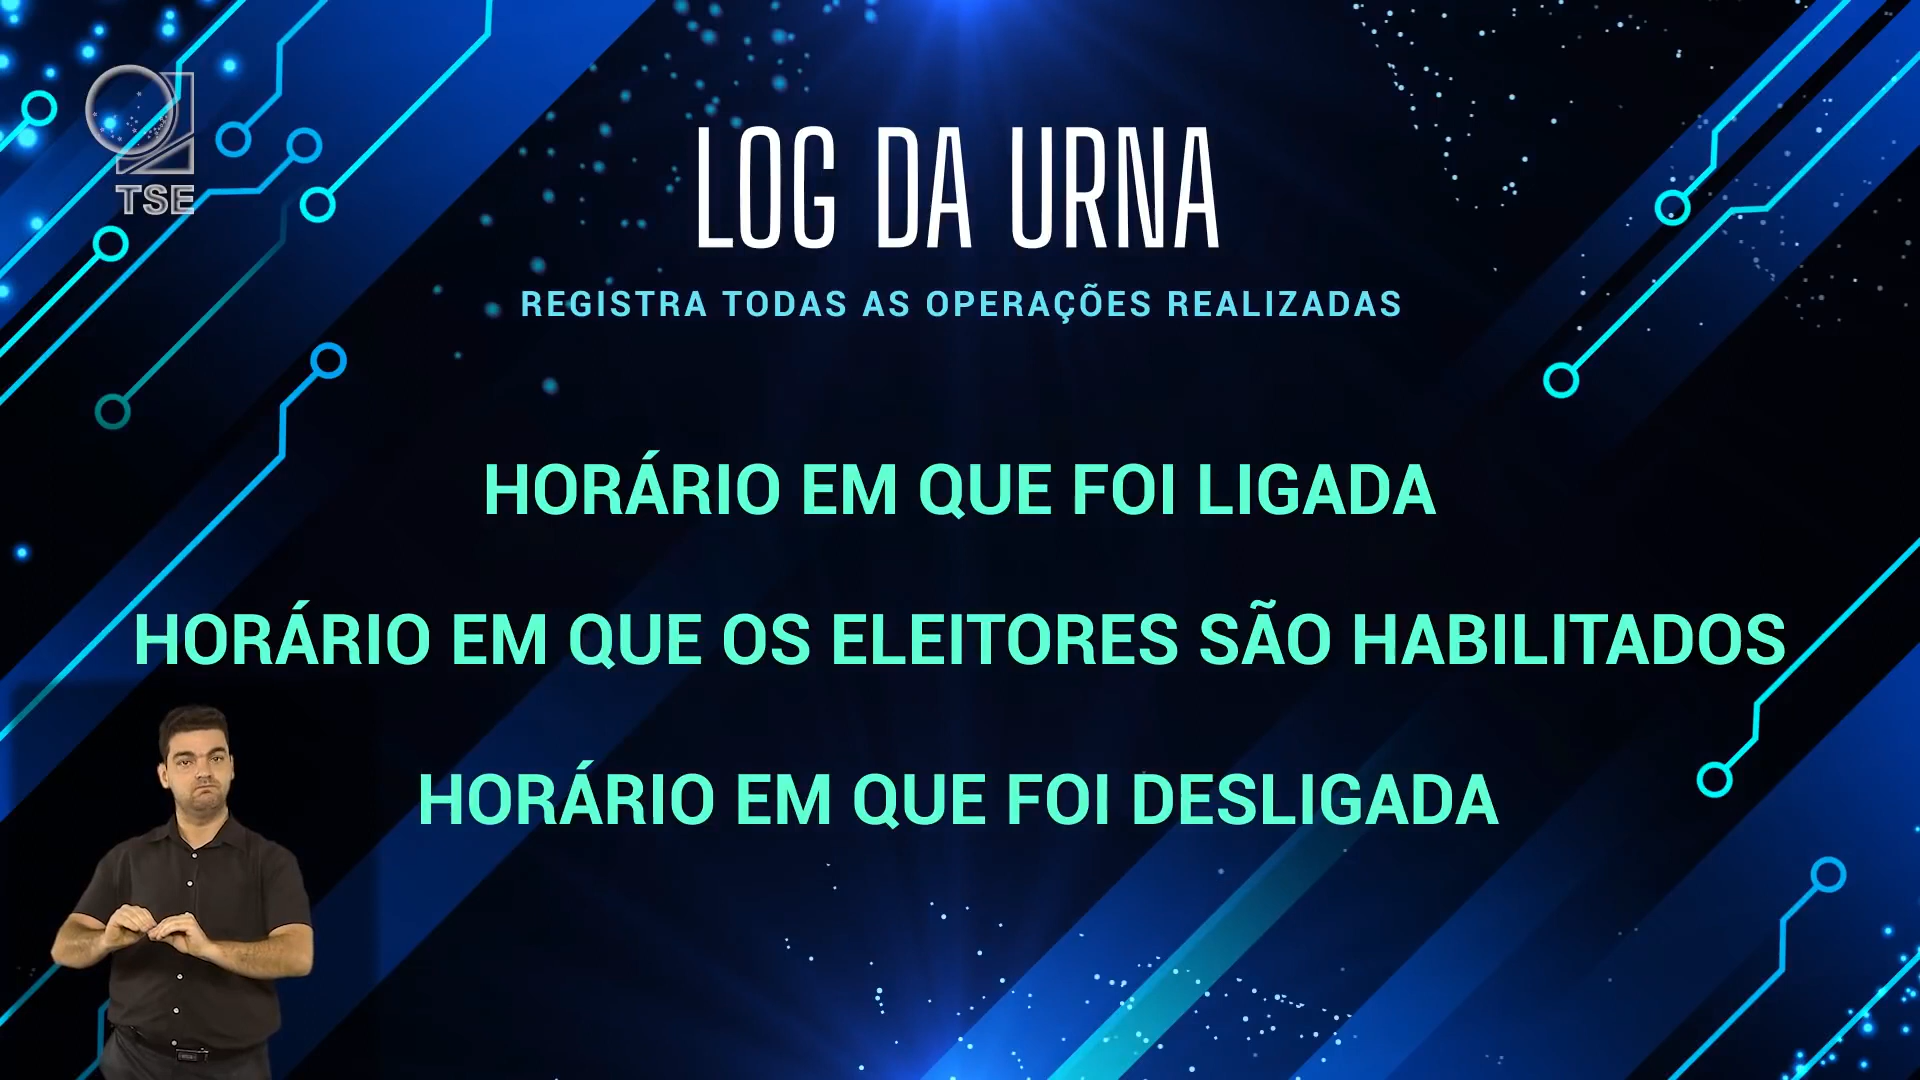 TSE
LOG DA URNA
REGISTRA TODAS AS OPERAÇÕES REALIZADAS
HORÁRIO EM QUE FOI LIGADA
HORÁRIO EM QUE OS ELEITORES SÃO HABILITADOS
HORÁRIO EM QUE FOI DESLIGADA